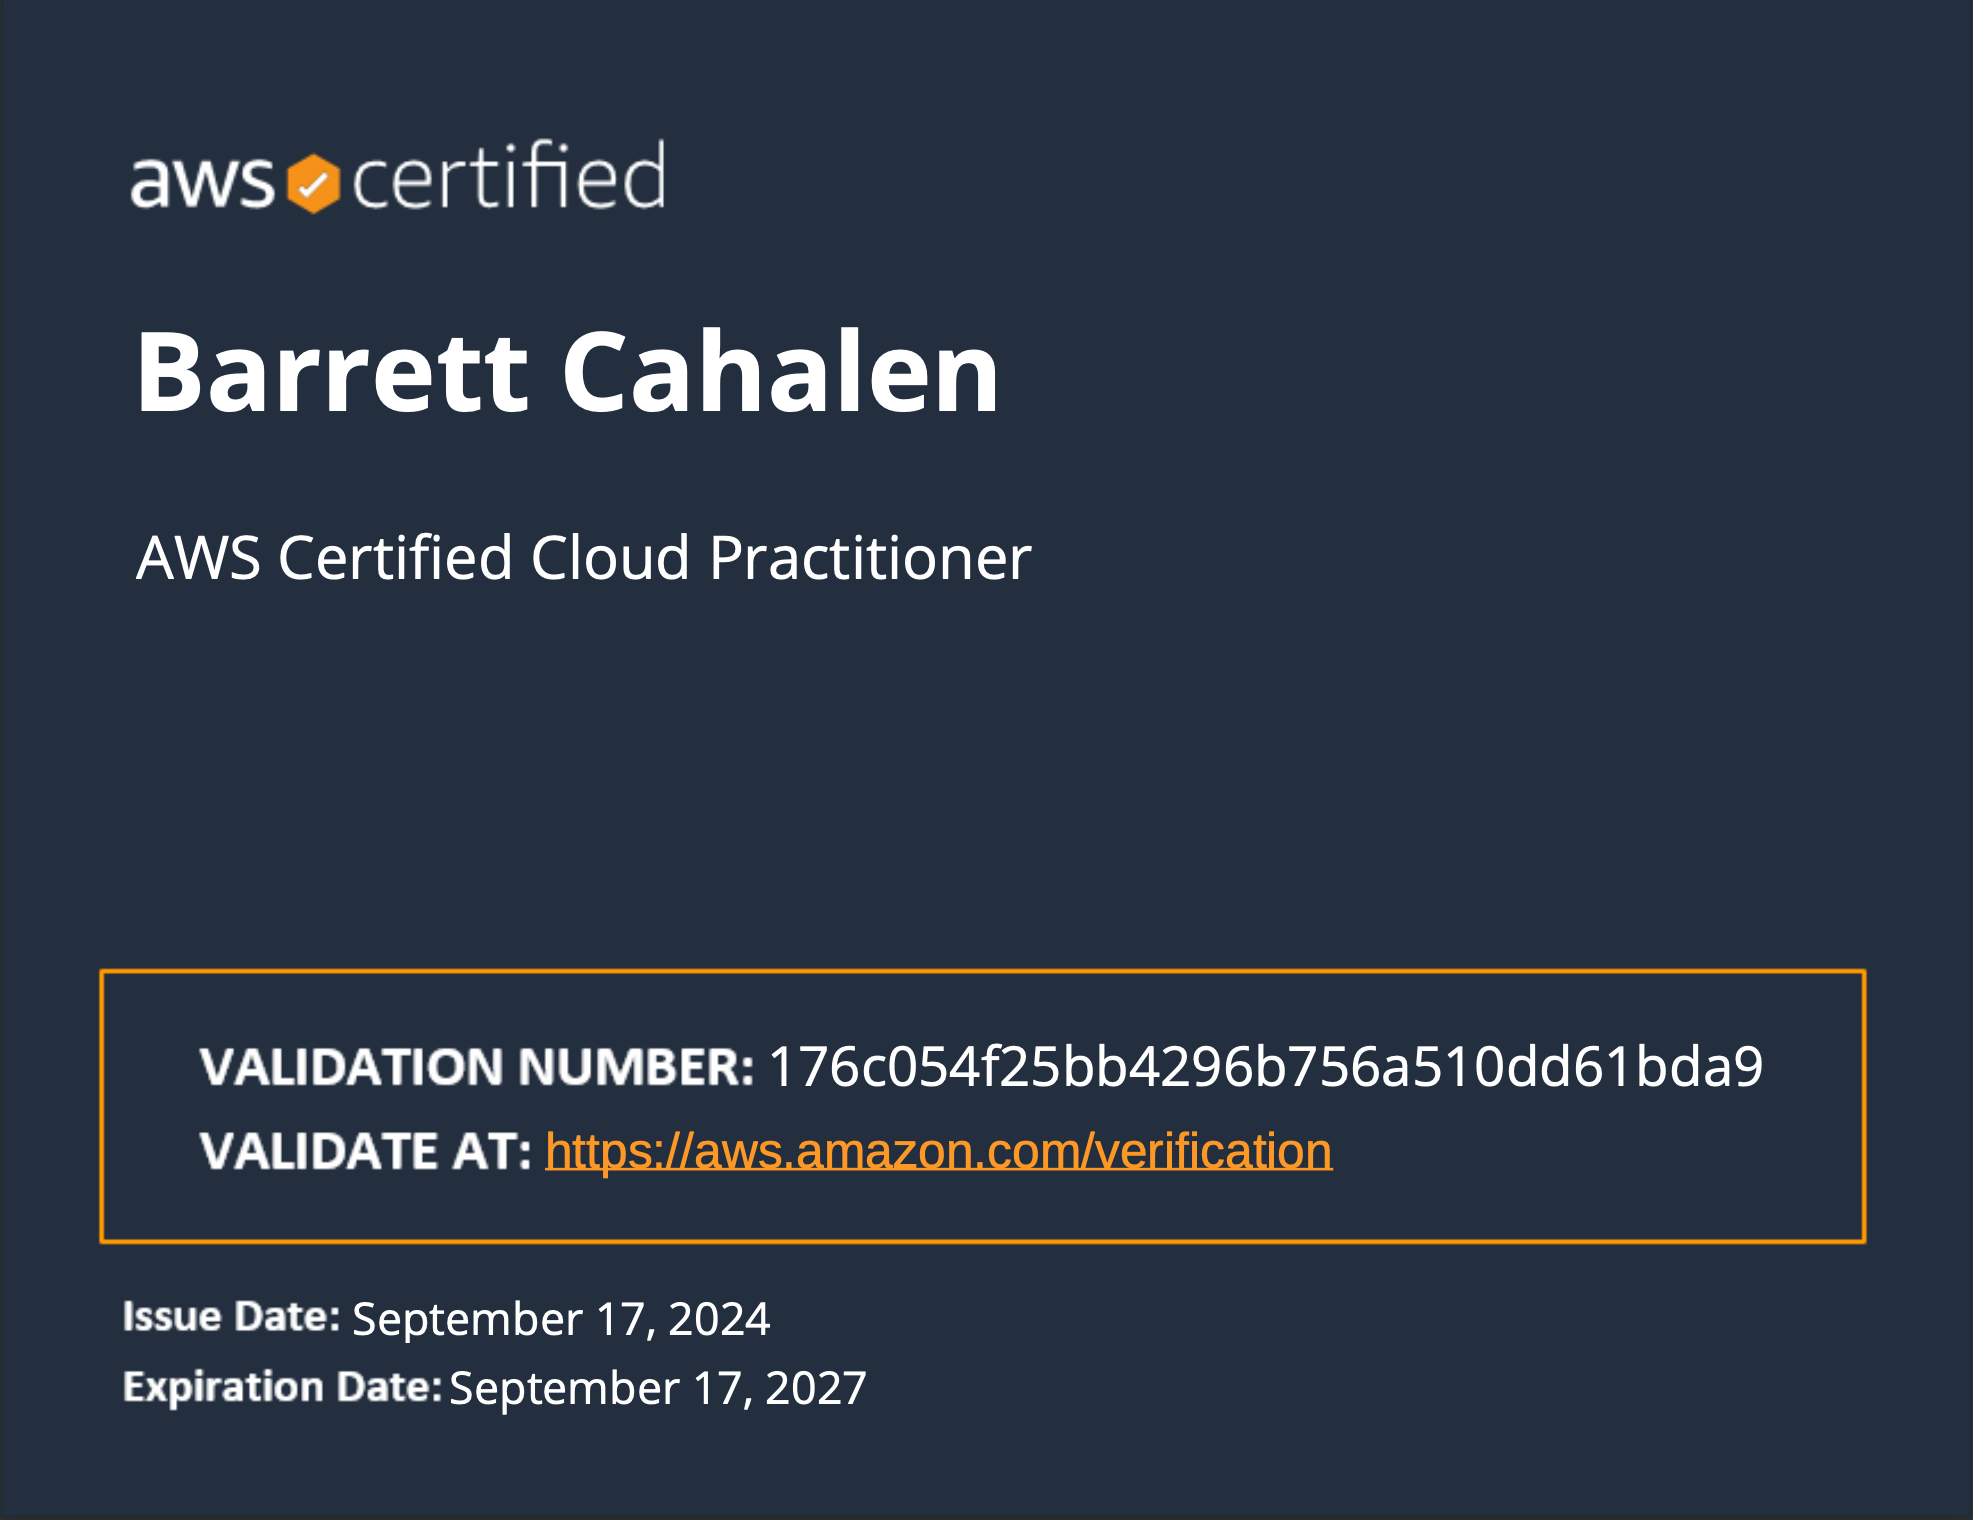 aws certified
Barrett Cahalen
AWS Certified Cloud Practitioner
VALIDATION NUMBER: 176c054f25bb4296b756a510dd61bda9
VALIDATE AT: https://aws.amazon.com/verification
Issue Date: September 17, 2024
Expiration Date: September 17, 2027